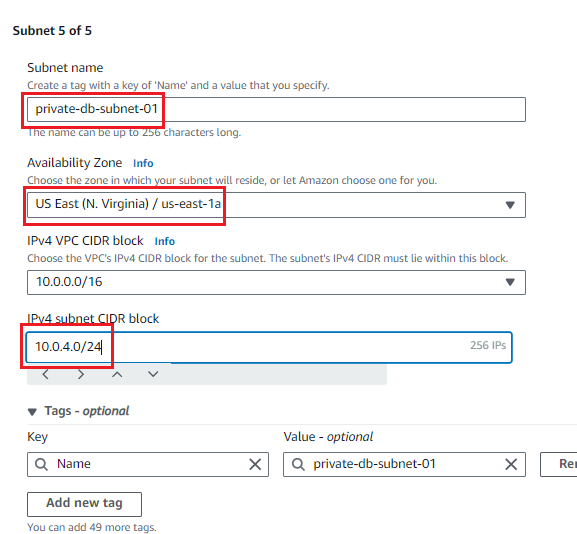 Subnet 5 of 5
Subnet name
Create a tag with a key of 'Name' and a value that you specify.
private-db-subnet-01
The name can be up to 256 characters long.
Availability Zone Info
Choose the zone in which your subnet will reside, or let Amazon choose one for you.
US East (N. Virginia) / us-east-1a
IPv4 VPC CIDR block Info
Choose the VPC's IPv4 CIDR block for the subnet. The subnet's IPv4 CIDR must lie within this block.
10.0.0.0/16
IPv4 subnet CIDR block
10.0.4.0/24 256 IPs
Tags - optional
Key Value - optional
Name private-db-subnet-01
Add new tag
You can add 49 more tags.